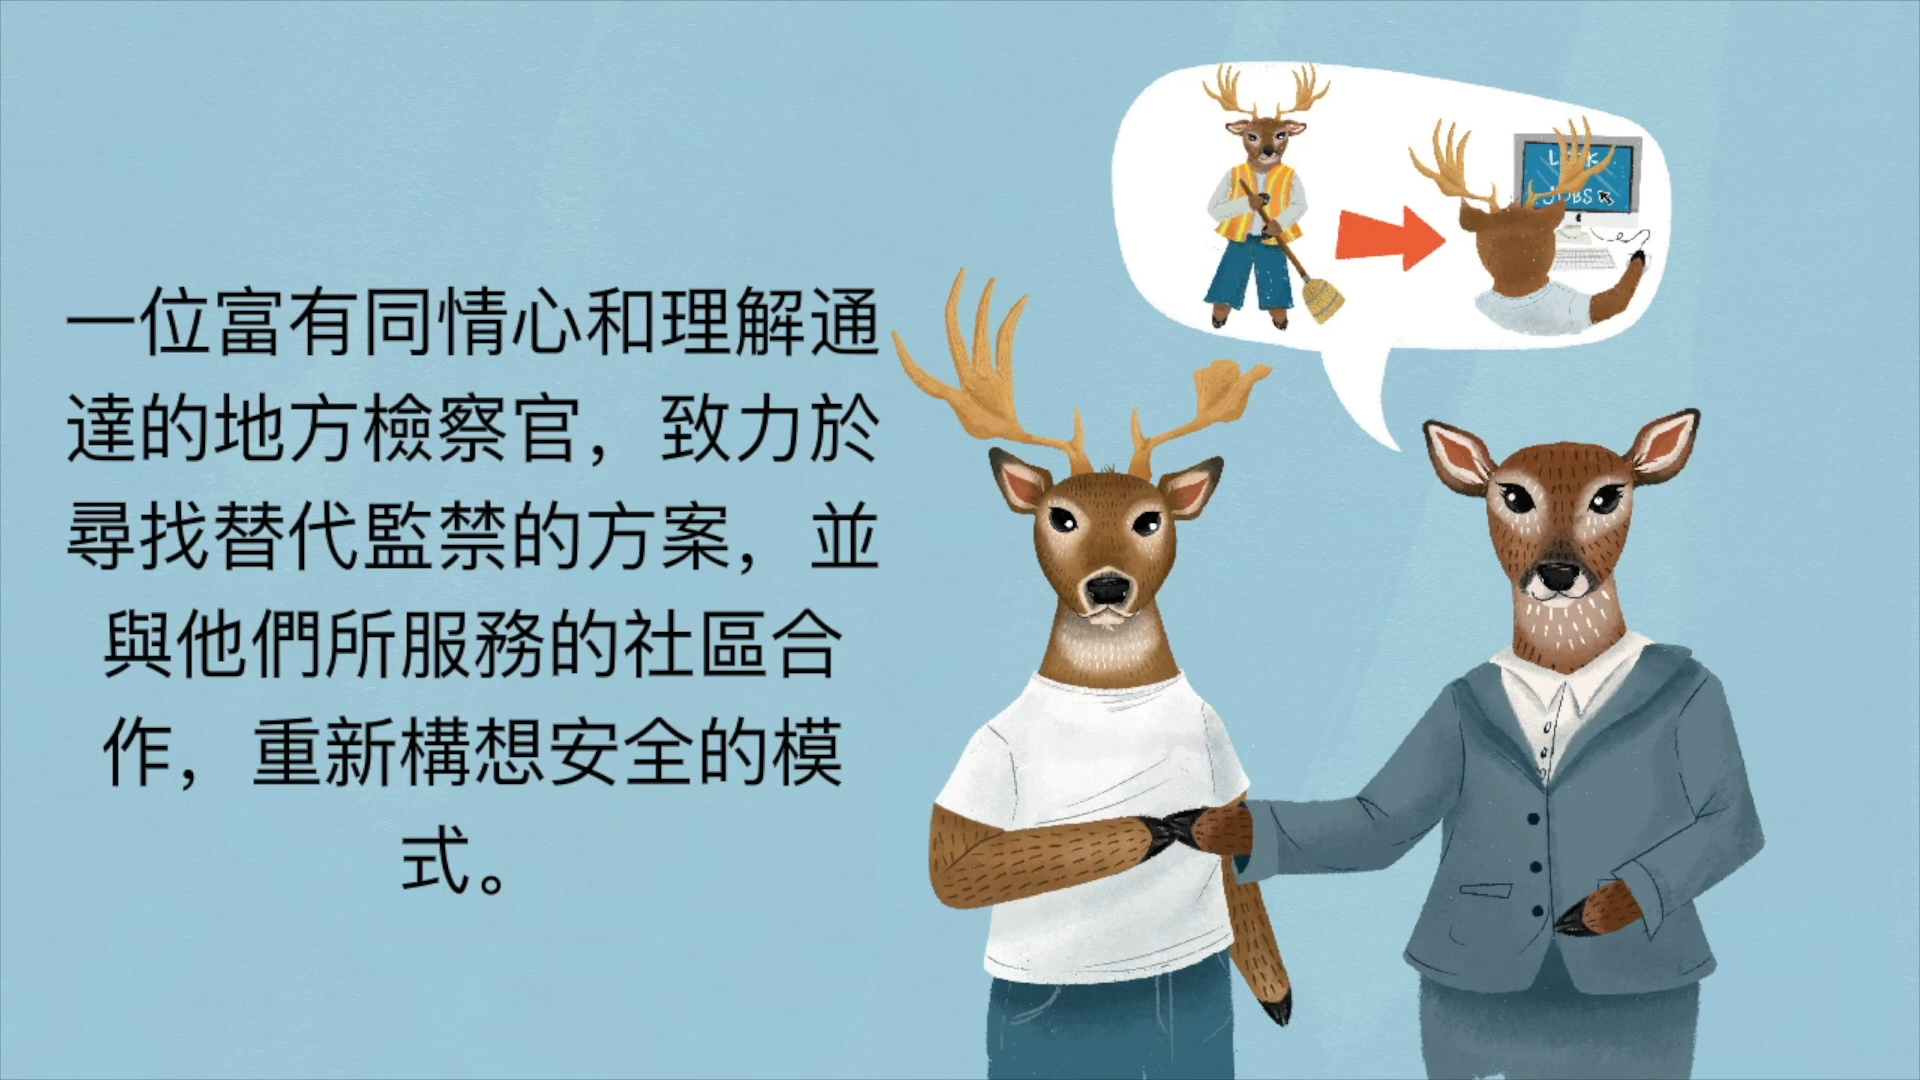 一位富有同情心和理解通
達的地方檢察官，致力於
尋找替代監禁的方案，並
與他們所服務的社區合
作，重新構想安全的模
式。
JOBS